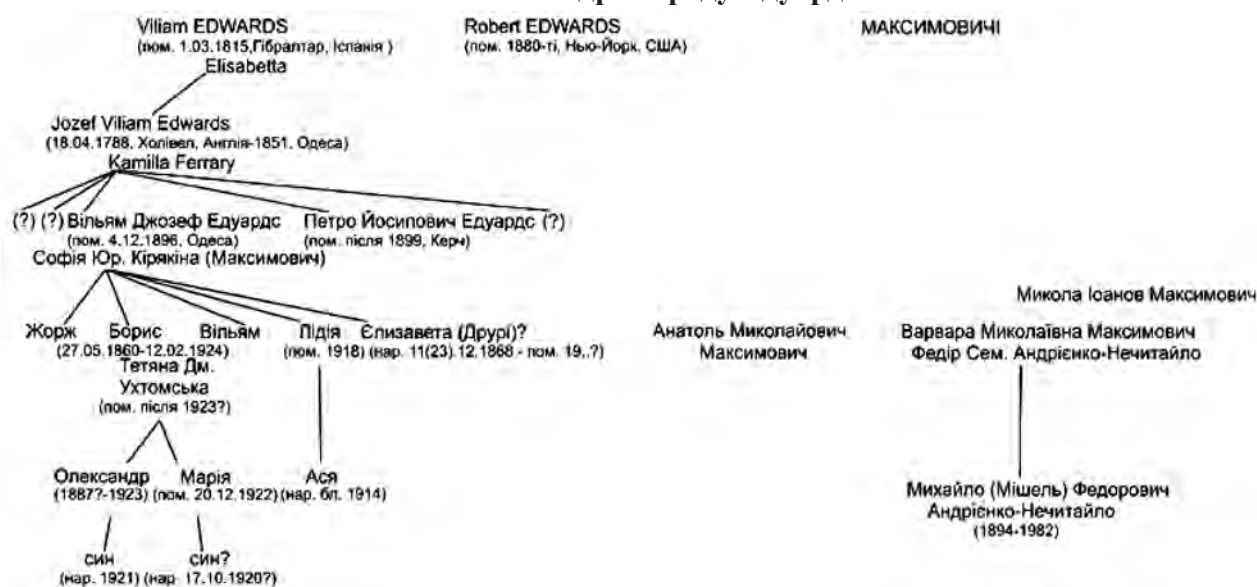 Viliam EDWARDS Robert EDWARDS МАКСИМОВИЧІ
(пом. 1.03.1815,Гібралтар, Іспанія ) (пом. 1880-ті, Нью-Йорк, США)
Elisabetta
Jozef Viliam Edwards
(18.04.1788, Холівел, Англія-1851, Одеса)
Kamilla Ferrary
(?) (?) Вільям Джозеф Едуардс Петро Йосипович Едуардс (?)
(пом. 4.12.1896, Одеса) (пом. після 1899, Керч)
Софія Юр. Кірякіна (Максимович)
Микола Іоанов Максимович
Жорж Борис Вільям Лідія Єлизавета (Друрі)? Анатоль Миколайович Варвара Миколаївна Максимович
(27.05.1860-12.02.1924) (пом. 1918) (нар. 11(23).12.1868 - пом. 19,.?) Максимович Федір Сем. Андрієнко-Нечитайло
Тетяна Дм.
Ухтомська
(пом. після 1923?)
Олександр Марія Ася Михайло (Мішель) Федорович
(1887?-1923) (пом. 20.12.1922) (нар. бл. 1914) Андрієнко-Нечитайло
(1894-1982)
син син?
(нар. 1921) (нар 17.10.1920?)